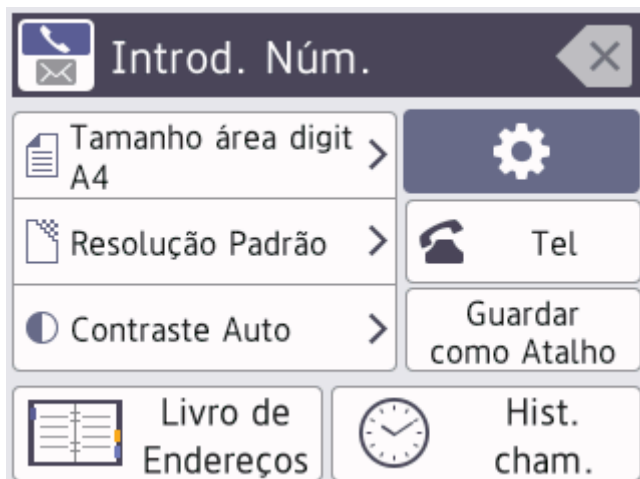 Introd. Núm.
Tamanho área digit
A4
Resolução Padrão
Tel
Contraste Auto
Guardar
como Atalho
Livro de
Endereços
Hist.
cham.